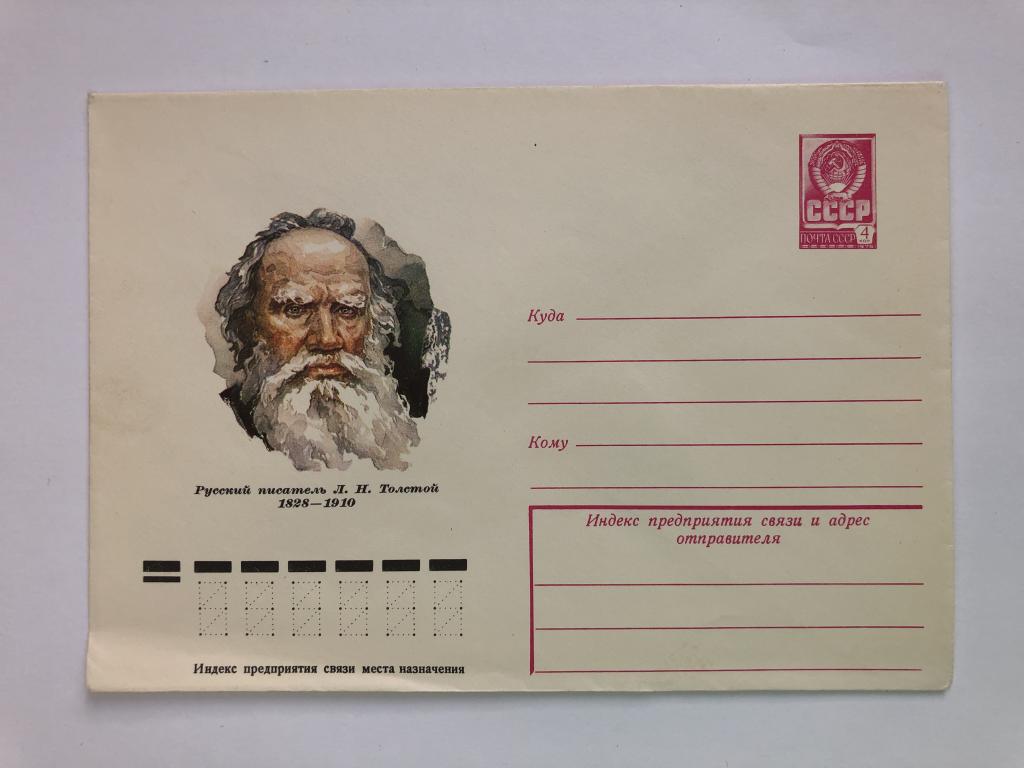 СССР
ПОЧТА СССР 4
КОП
Куда
Кому
Русский писатель Л. Н. Толстой
1828—1910
Индекс предприятия связи и адрес
отправителя
Индекс предприятия связи места назначения